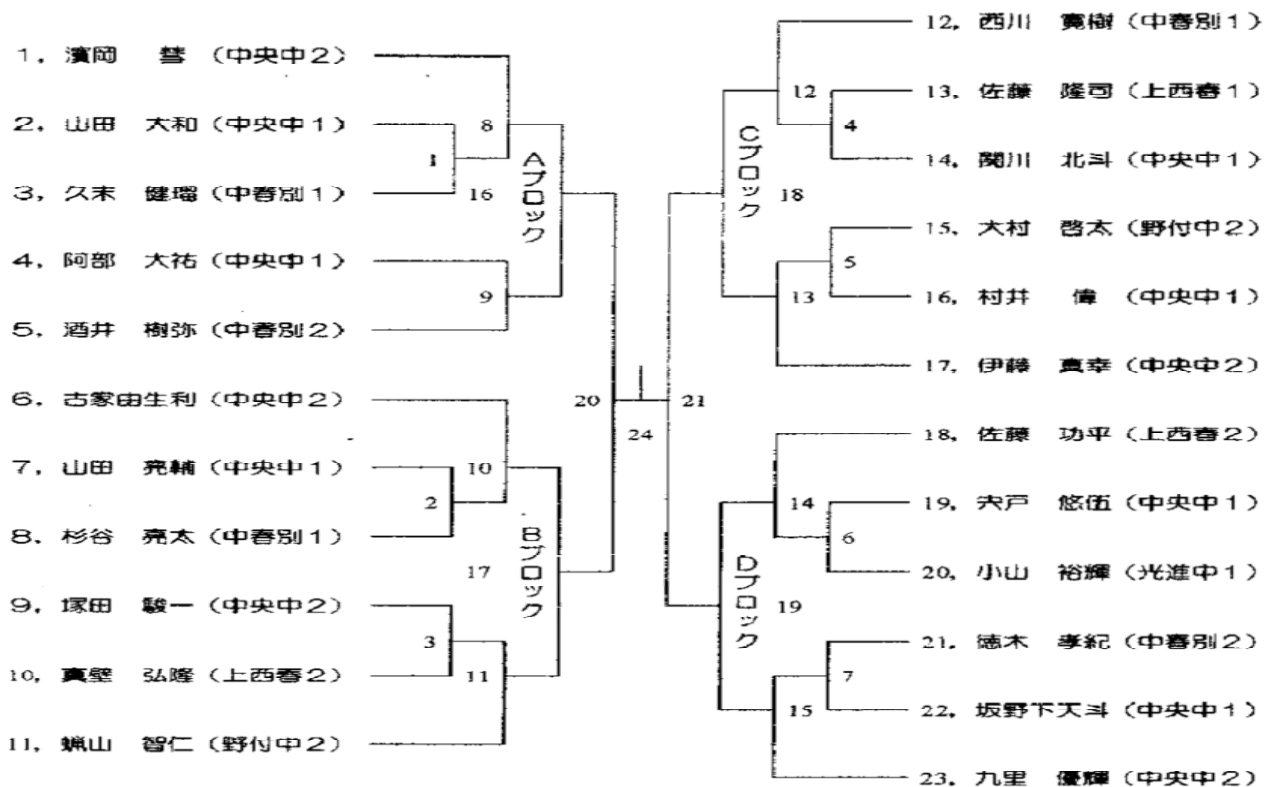 1, 濱岡 彗 (中央中2)
2, 山田 大和 (中央中1)
3, 久末 健瑠 (中春別1)
4, 阿部 大祐 (中央中1)
5, 酒井 樹弥 (中春別2)
6, 古家由生利 (中央中2)
7, 山田 亮輔 (中央中1)
8, 杉谷 亮太 (中春別1)
9, 塚田 駿一 (中央中2)
10, 真壁 弘隆 (上西春2)
11, 蝋山 智仁 (野付中2)
1
8
16
Aブロック
9
10
2
17
Bブロック
3
11
20
24
21
12
4
Cブロック
18
5
13
14
6
Dブロック
19
7
15
12, 西川 寛樹 (中春別1)
13, 佐藤 隆司 (上西春1)
14, 関川 北斗 (中央中1)
15, 大村 啓太 (野付中2)
16, 村井 偉 (中央中1)
17, 伊藤 真幸 (中央中2)
18, 佐藤 功平 (上西春2)
19, 宍戸 悠伍 (中央中1)
20, 小山 裕輝 (光進中1)
21, 徳木 孝紀 (中春別2)
22, 坂野下天斗 (中央中1)
23, 九里 優輝 (中央中2)